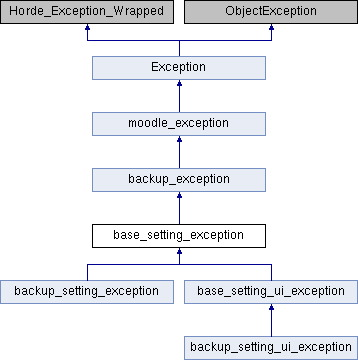 Horde_Exception_Wrapped
ObjectException
Exception
moodle_exception
backup_exception
base_setting_exception
backup_setting_exception
base_setting_ui_exception
backup_setting_ui_exception